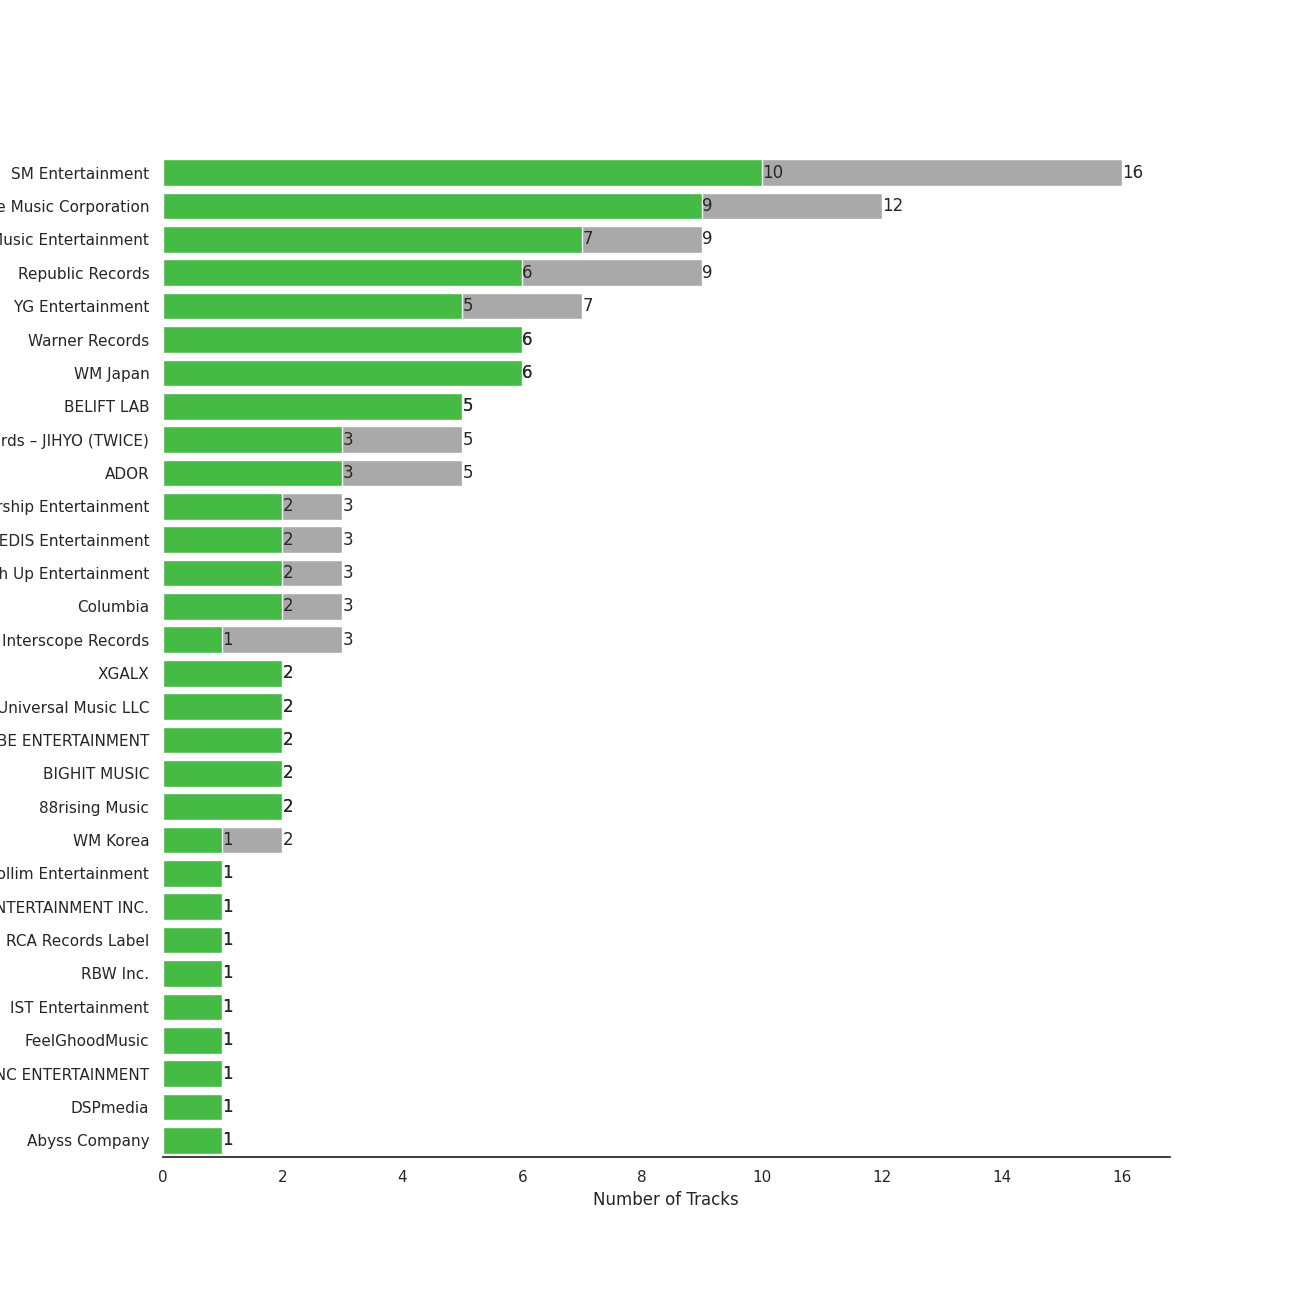 SM Entertainment 10 16
e Music Corporation 9 12
Music Entertainment 7 9
Republic Records 6 9
YG Entertainment 5 7
Warner Records 6
WM Japan 6
BELIFT LAB 5
rds – JIHYO (TWICE) 3 5
ADOR 3 5
rship Entertainment 2 3
EDIS Entertainment 2 3
h Up Entertainment 2 3
Columbia 2 3
Interscope Records 1 3
XGALX 2
Universal Music LLC 2
BE ENTERTAINMENT 2
BIGHIT MUSIC 2
88rising Music 2
WM Korea 1 2
ollim Entertainment 1
NTERTAINMENT INC. 1
RCA Records Label 1
RBW Inc. 1
IST Entertainment 1
FeelGhoodMusic 1
NC ENTERTAINMENT 1
DSPmedia 1
Abyss Company 1
0 2 4 6 8 10 12 14 16
Number of Tracks